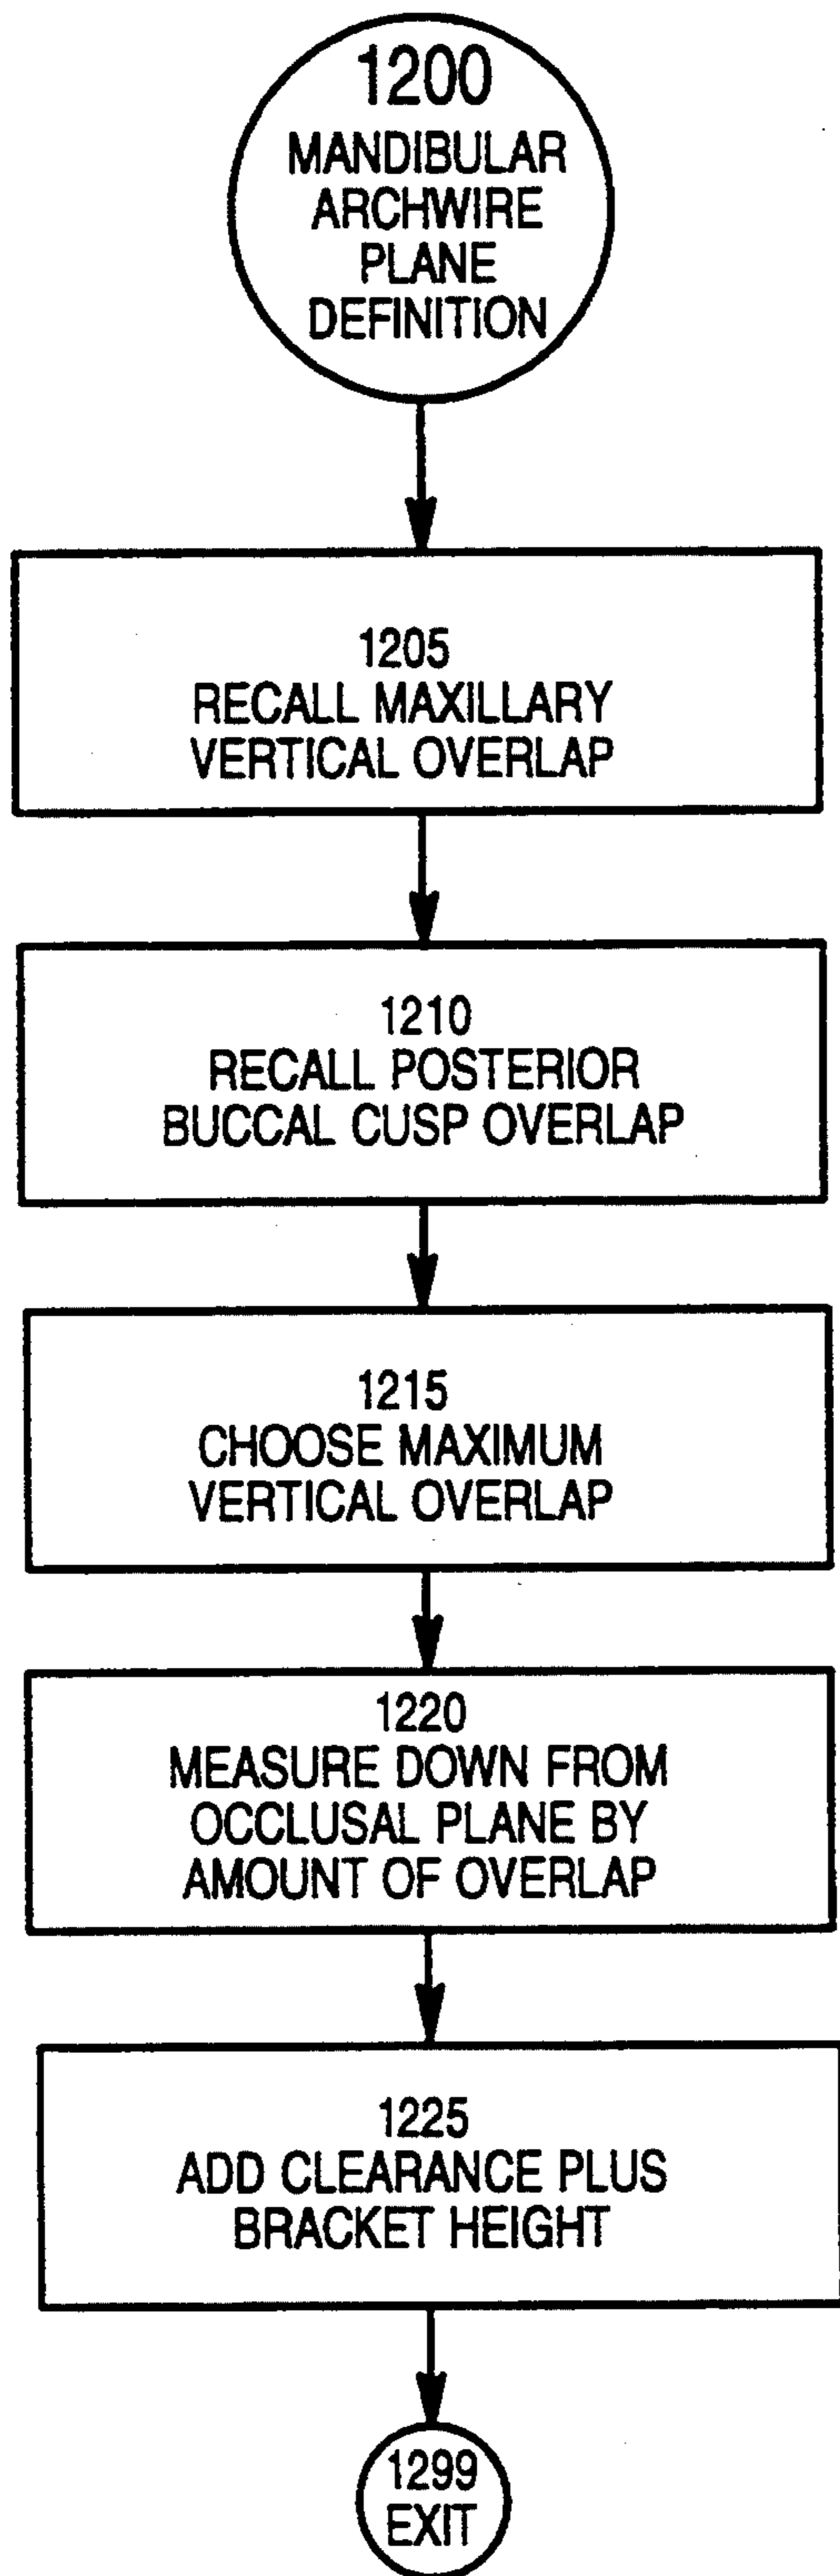 1200
MANDIBULAR
ARCHWIRE
PLANE
DEFINITION
1205
RECALL MAXILLARY
VERTICAL OVERLAP
1210
RECALL POSTERIOR
BUCCAL CUSP OVERLAP
1215
CHOOSE MAXIMUM
VERTICAL OVERLAP
1220
MEASURE DOWN FROM
OCCLUSAL PLANE BY
AMOUNT OF OVERLAP
1225
ADD CLEARANCE PLUS
BRACKET HEIGHT
1299
EXIT